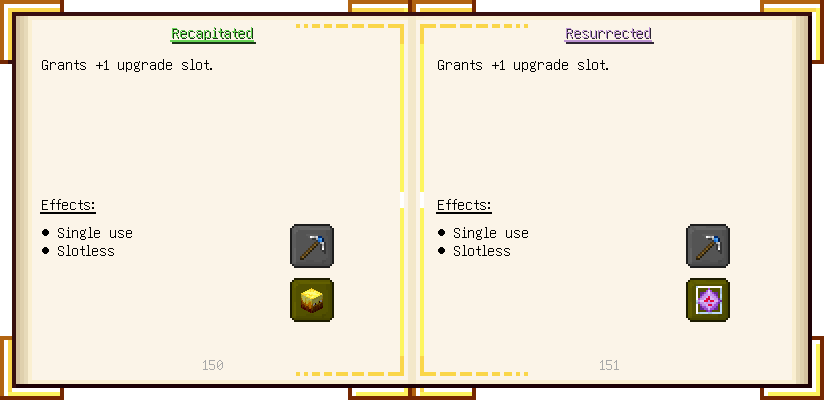 Recapitated
Grants +1 upgrade slot.
Effects:
• Single use
• Slotless
150
Resurrected
Grants +1 upgrade slot.
Effects:
• Single use
• Slotless
151